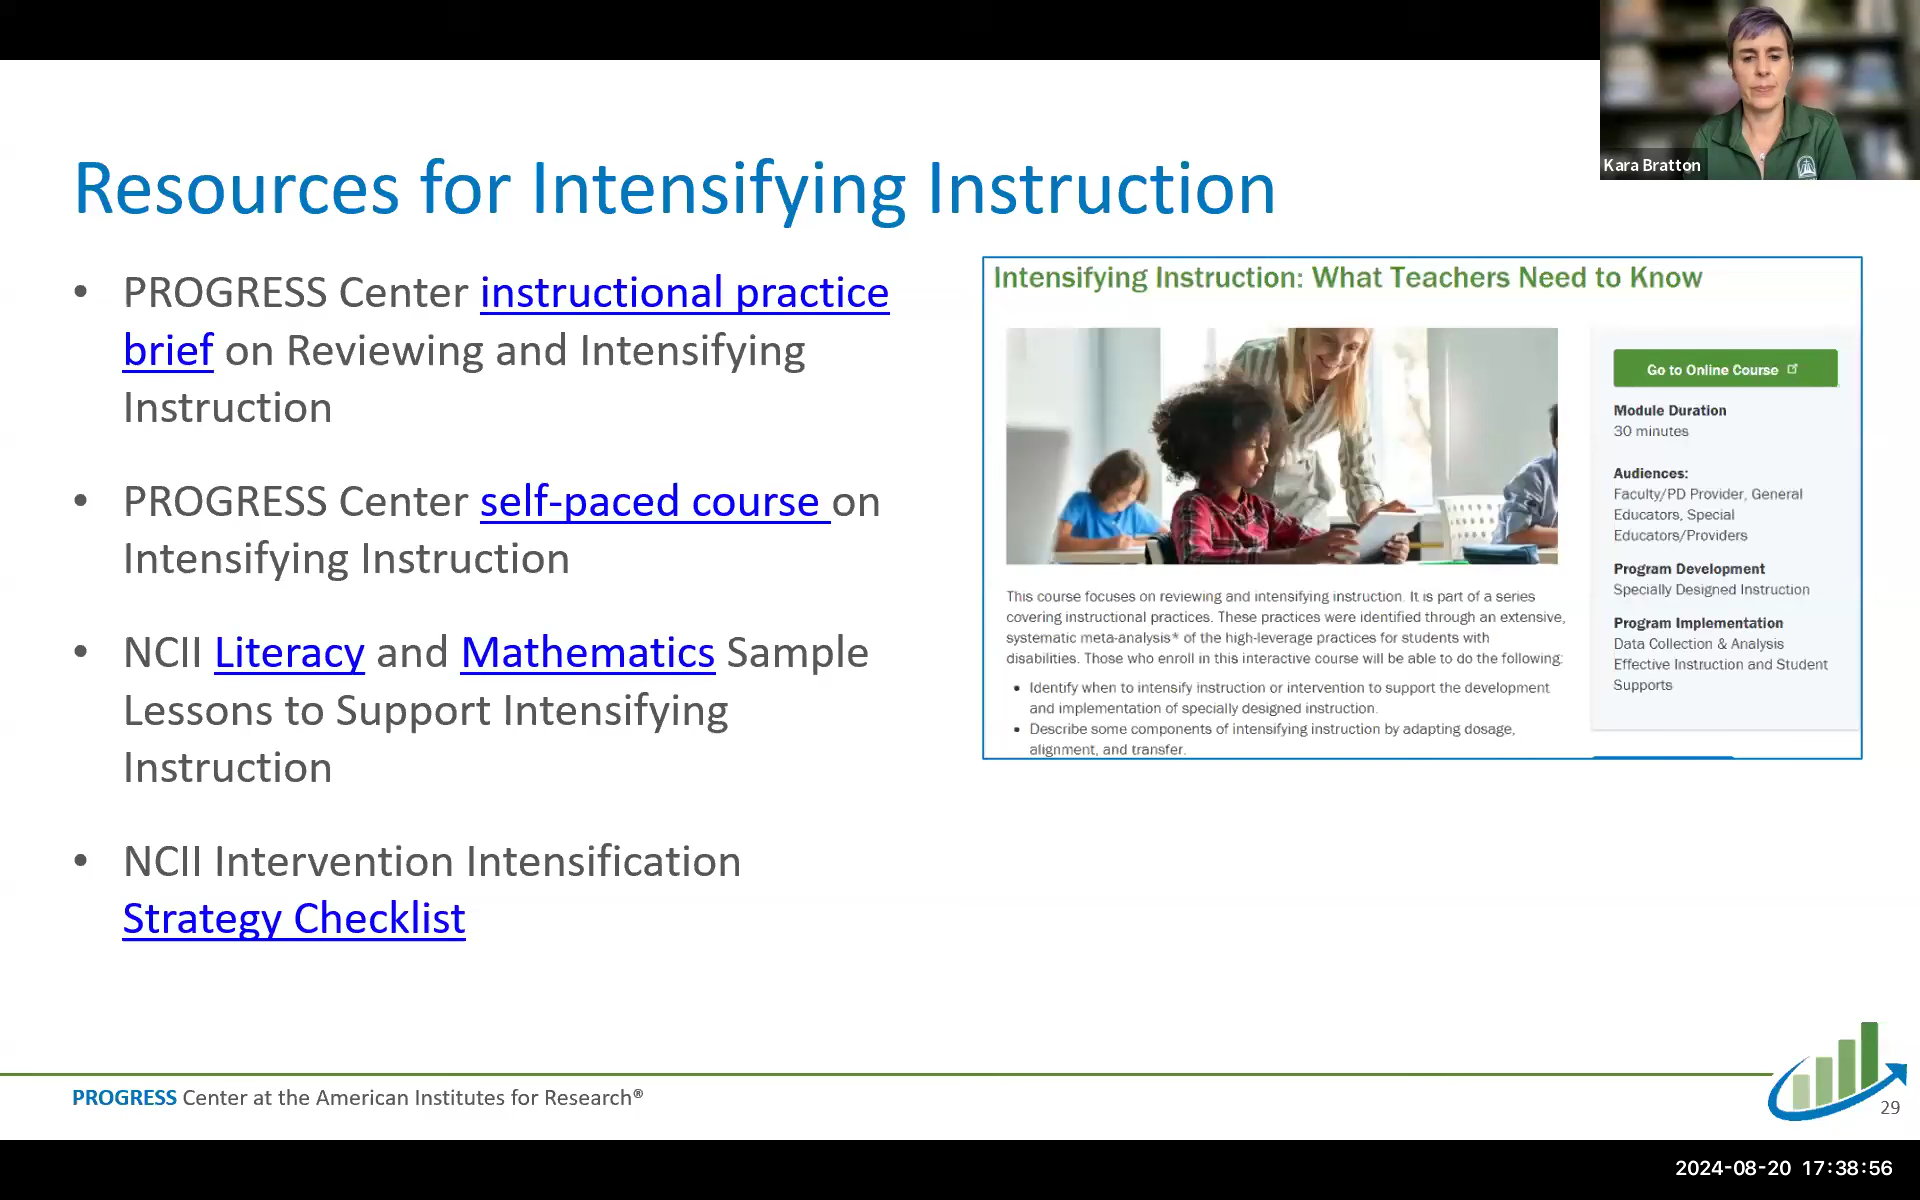 Kara Bratton
Resources for Intensifying Instruction
• PROGRESS Center instructional practice
brief on Reviewing and Intensifying
Instruction
• PROGRESS Center self-paced course on
Intensifying Instruction
• NCII Literacy and Mathematics Sample
Lessons to Support Intensifying
Instruction
• NCII Intervention Intensification
Strategy Checklist
Intensifying Instruction: What Teachers Need to Know
This course focuses on reviewing and intensifying instruction. It is part of a series
covering instructional practices. These practices were identified through an extensive,
systematic meta-analysis* of the high-leverage practices for students with
disabilities. Those who enroll in this interactive course will be able to do the following:
• Identify when to intensify instruction or intervention to support the development
and implementation of specially designed instruction.
• Describe some components of intensifying instruction by adapting dosage,
alignment, and transfer.
Go to Online Course
Module Duration
30 minutes
Audiences:
Faculty/PD Provider, General
Educators, Special
Educators/Providers
Program Development
Specially Designed Instruction
Program Implementation
Data Collection & Analysis
Effective Instruction and Student
Supports
PROGRESS Center at the American Institutes for Research®
29
2024-08-20 17:38:56